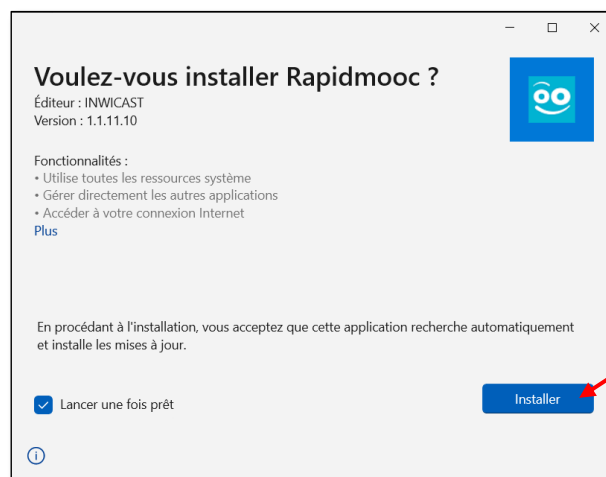 Voulez-vous installer Rapidmooc ?
Éditeur : INWICAST
Version : 1.1.11.10
Fonctionnalités :
• Utilise toutes les ressources système
• Gérer directement les autres applications
• Accéder à votre connexion Internet
Plus
En procédant à l'installation, vous acceptez que cette application recherche automatiquement
et installe les mises à jour.
Lancer une fois prêt
Installer